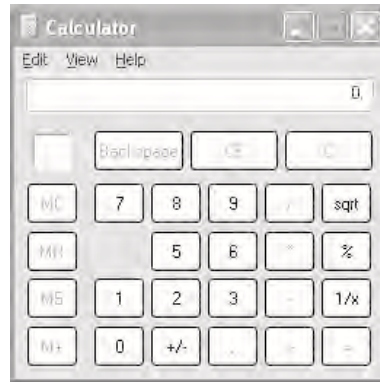 Calculator
Edit View Help
0.
Backspace CE C
MC 7 8 9 / sqrt
MR 5 6 * %
MS 1 2 3 - 1/x
M+ 0 +/- . + =